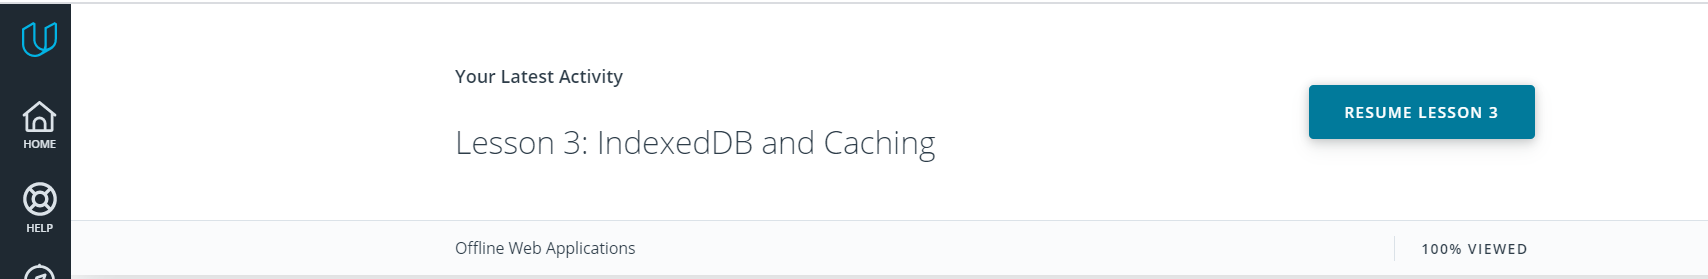 HOME
HELP
Your Latest Activity
Lesson 3: IndexedDB and Caching
RESUME LESSON 3
Offline Web Applications
100% VIEWED